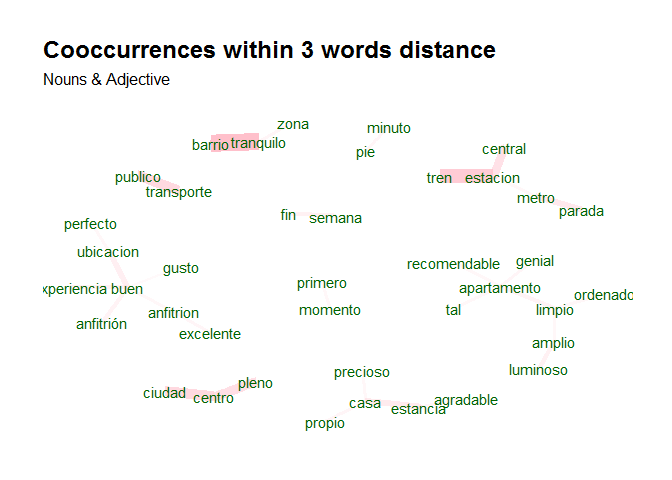 Cooccurrences within 3 words distance
Nouns & Adjective
zona
minuto
barrio tranquilo
pie
central
publico
tren estacion
transporte
metro
parada
fin
semana
perfecto
ubicacion
gusto
recomendable
genial
xperiencia buen
primero
apartamento
ordenado
anfitrión
anfitrion
momento
tal
limpio
excelente
amplio
precioso
luminoso
ciudad
centro
pleno
casa
estancia
agradable
propio